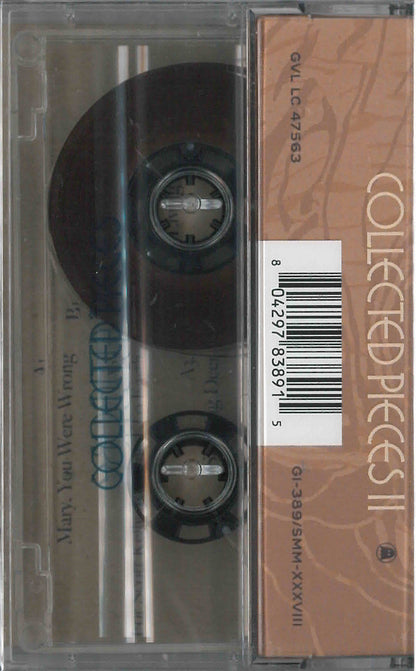 COLLECTED PIECES II
GVL LC 47563
8 04297 83891 5
GI-389/SMM-XXXVIII
COLLECTED PIECES
Mary, You Were Wrong